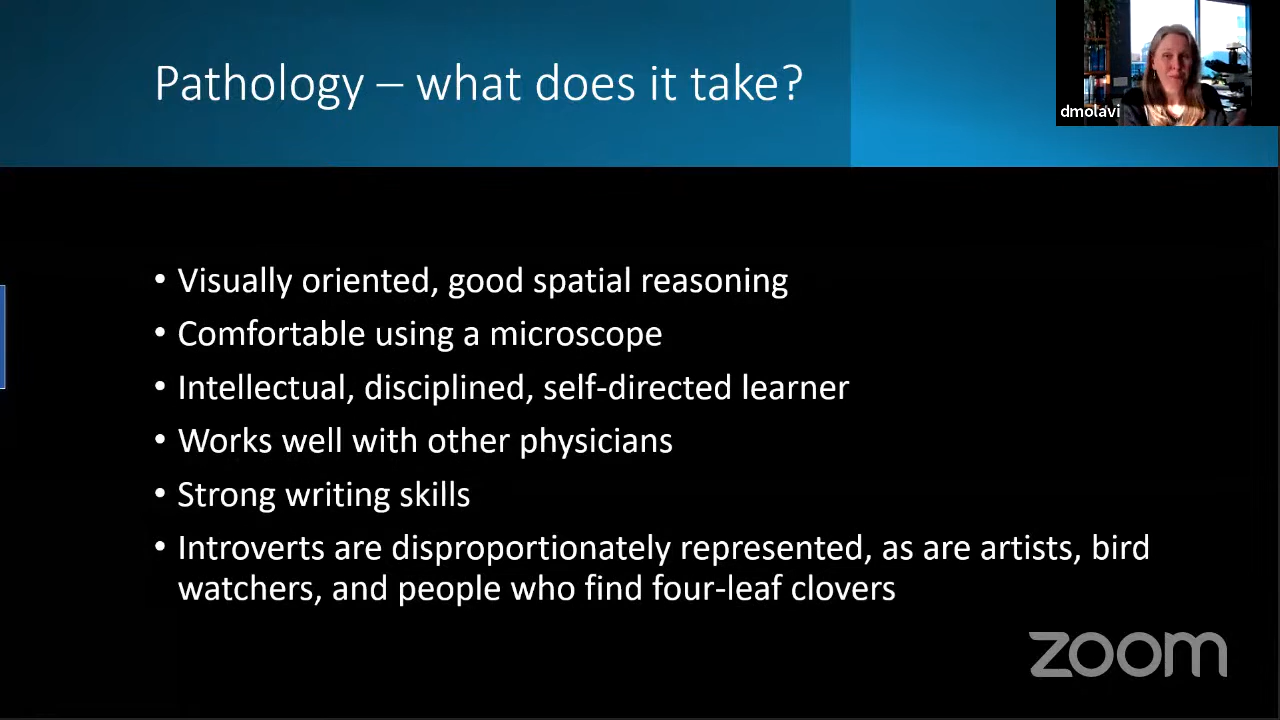 Pathology – what does it take?
dmolavi
• Visually oriented, good spatial reasoning
• Comfortable using a microscope
• Intellectual, disciplined, self-directed learner
• Works well with other physicians
• Strong writing skills
• Introverts are disproportionately represented, as are artists, bird
watchers, and people who find four-leaf clovers
zoom